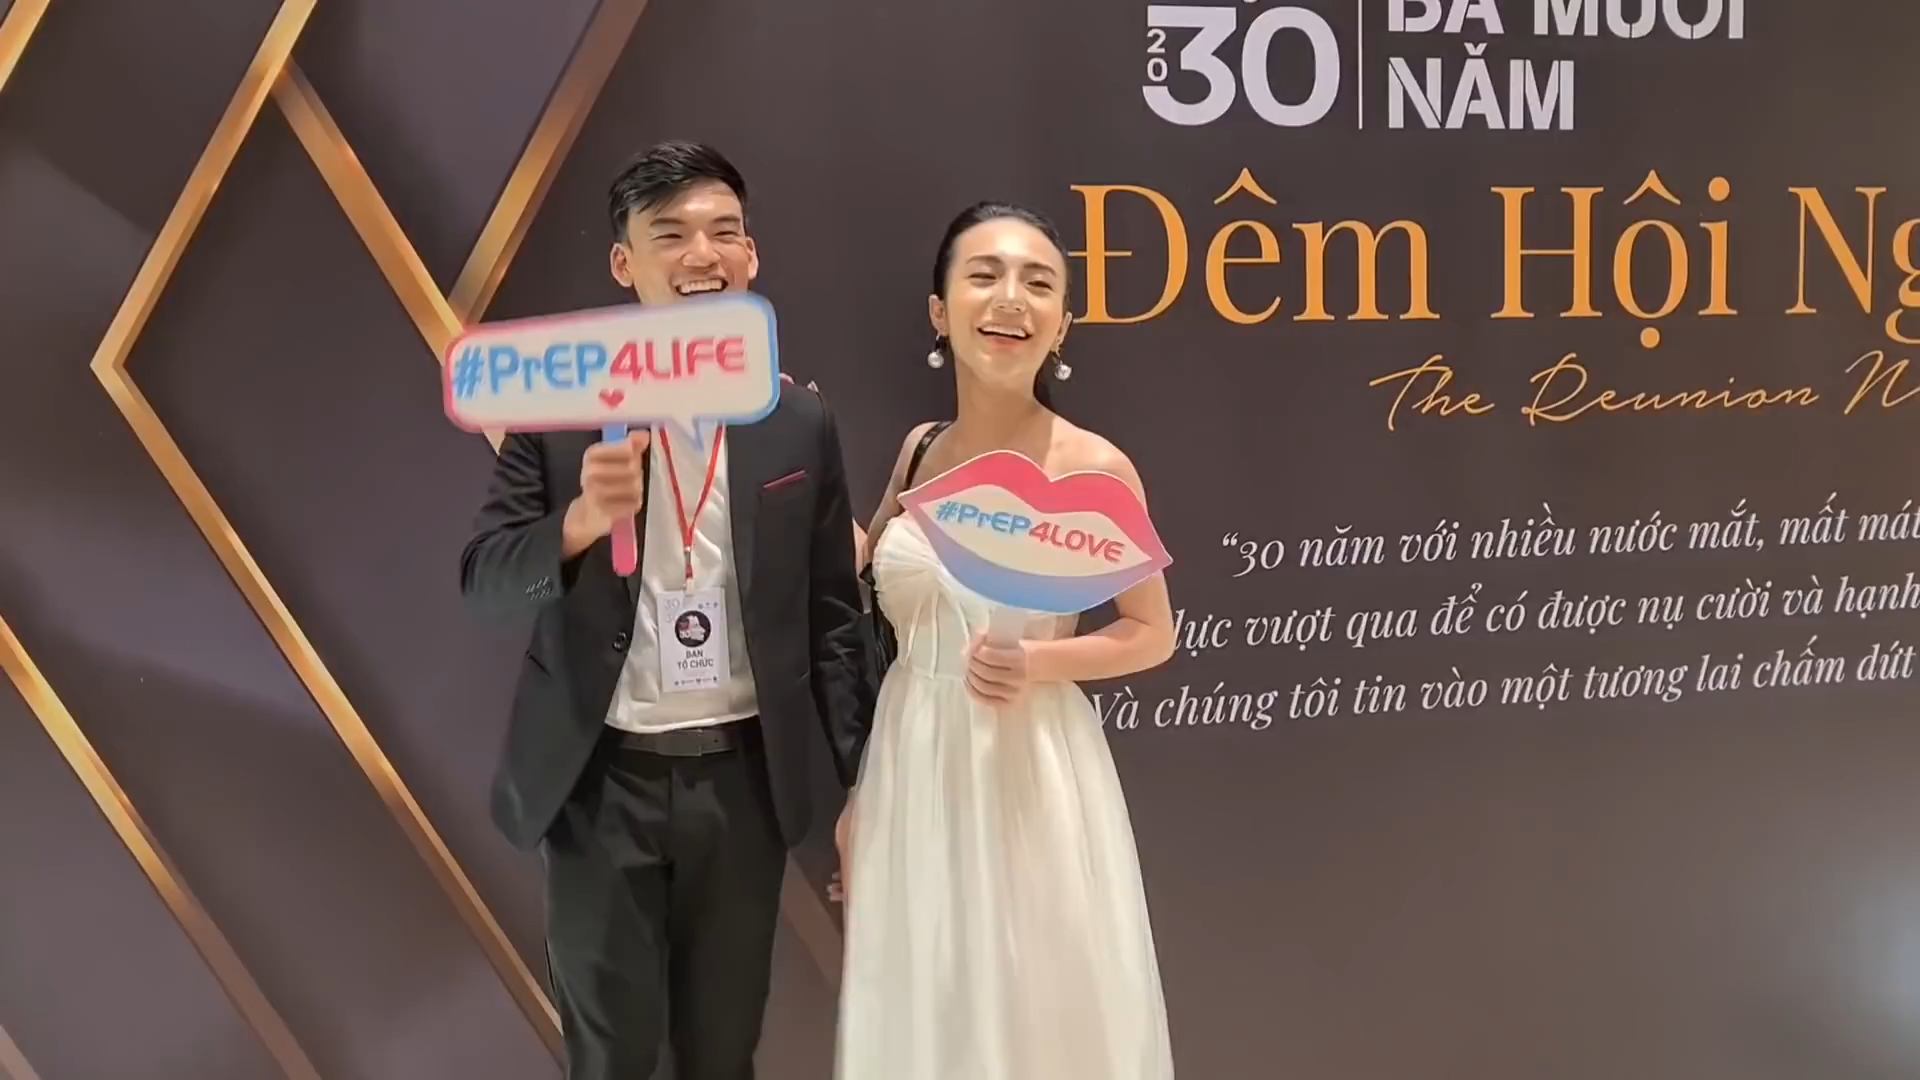 20
30
BA MƯƠI
NĂM
Đêm Hội Ng
The Reunion N
“30 năm với nhiều nước mắt, mất mát
lực vượt qua để có được nụ cười và hạnh
Và chúng tôi tin vào một tương lai chấm dứt
#PrEP4LIFE
#PrEP4LOVE
30
BAN
TỔ CHỨC